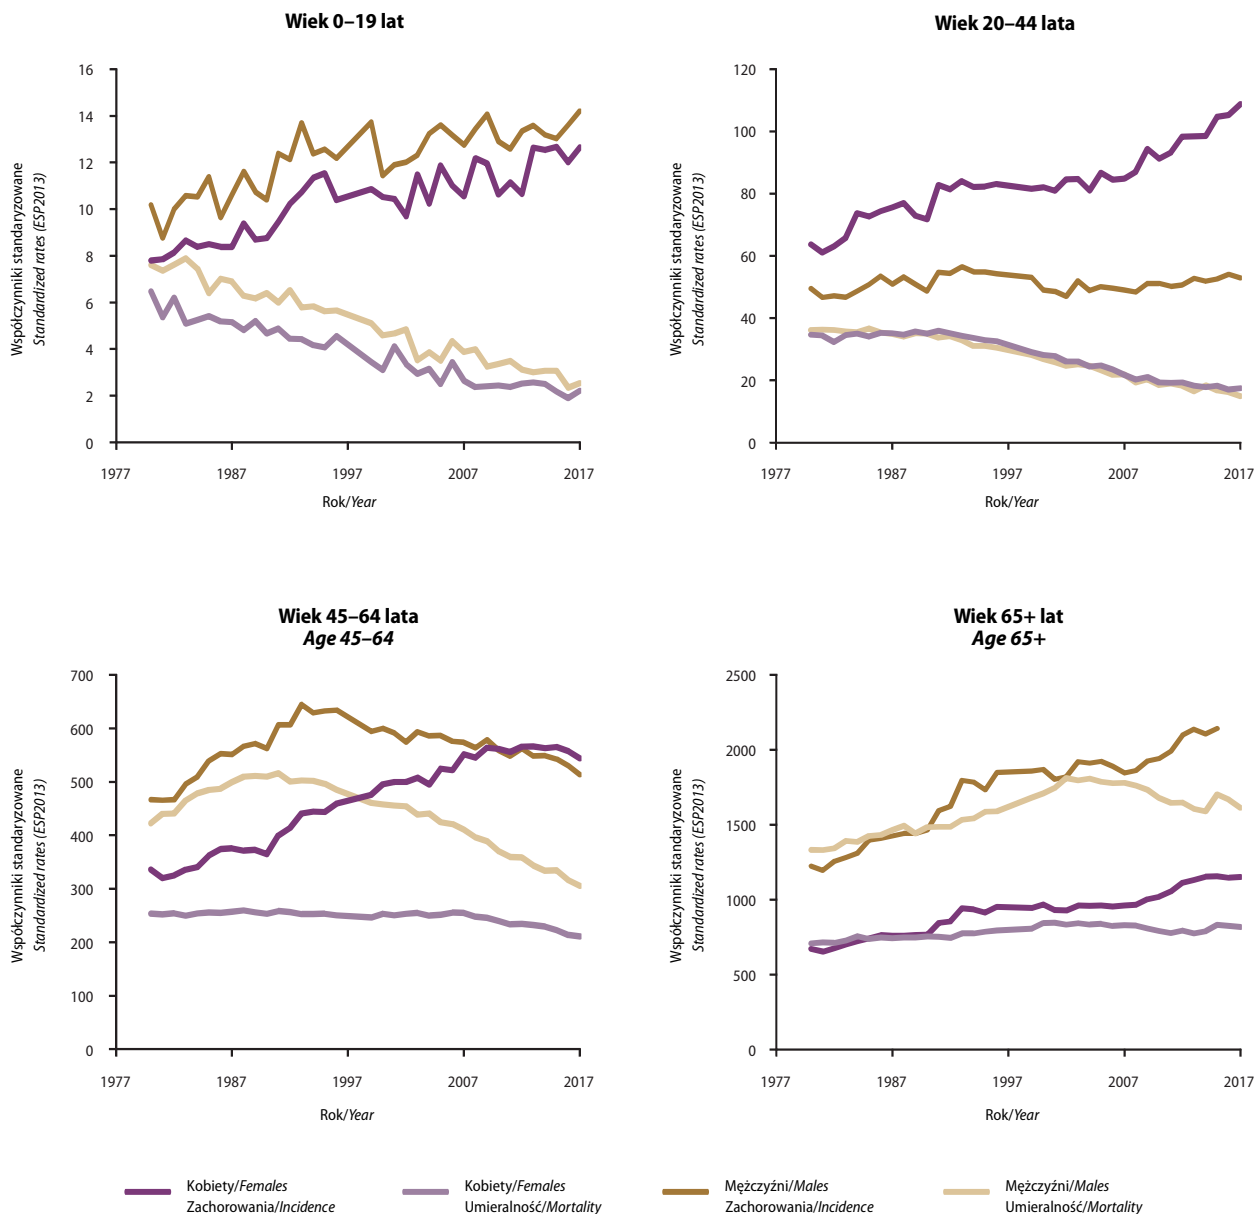 Wiek 0–19 lat
Współczynniki standaryzowane
Standardized rates (ESP2013)
16
14
12
10
8
6
4
2
0
1977
1987
1997
2007
2017
Rok/Year
Wiek 20–44 lata
Współczynniki standaryzowane
Standardized rates (ESP2013)
120
100
80
60
40
20
0
1977
1987
1997
2007
2017
Rok/Year
Wiek 45–64 lata
Age 45–64
Współczynniki standaryzowane
Standardized rates (ESP2013)
700
600
500
400
300
200
100
0
1977
1987
1997
2007
2017
Rok/Year
Wiek 65+ lat
Age 65+
Współczynniki standaryzowane
Standardized rates (ESP2013)
2500
2000
1500
1000
500
0
1977
1987
1997
2007
2017
Rok/Year
Kobiety/Females
Zachorowania/Incidence
Kobiety/Females
Umieralność/Mortality
Mężczyźni/Males
Zachorowania/Incidence
Mężczyźni/Males
Umieralność/Mortality